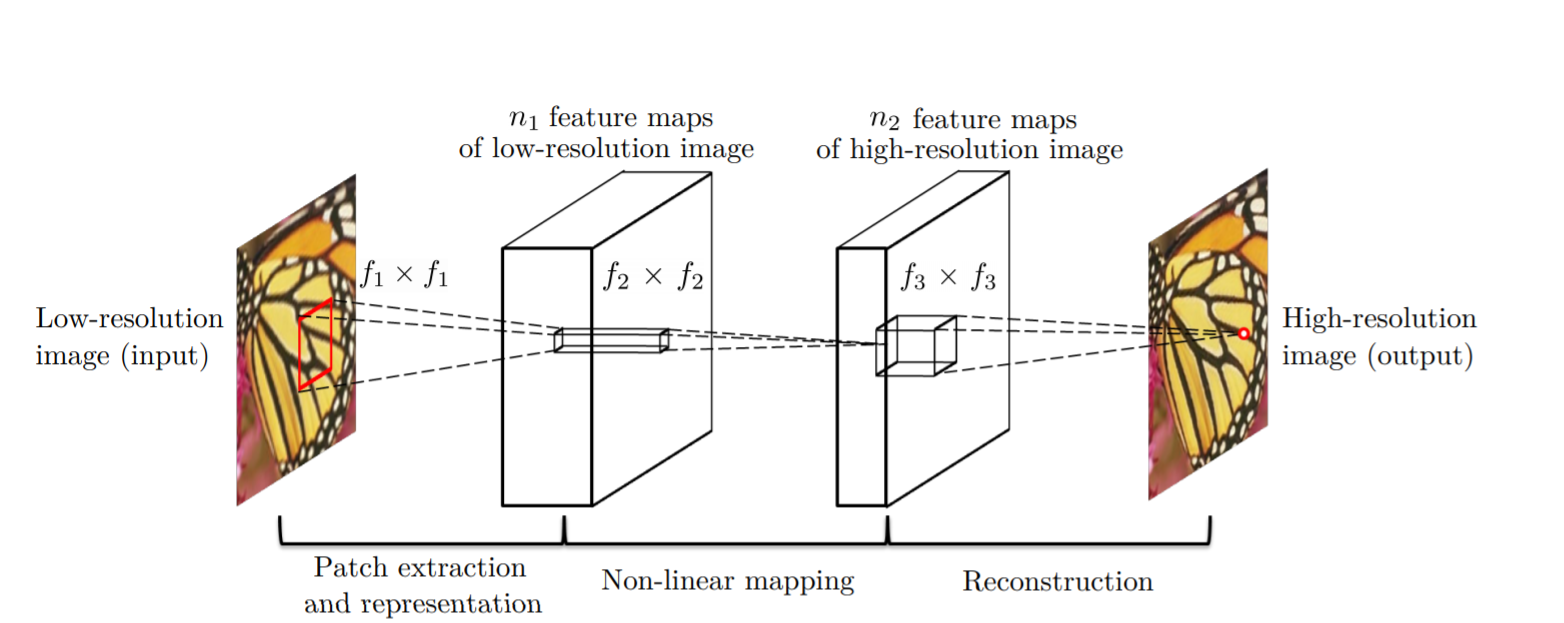 n₁ feature maps
of low-resolution image
n₂ feature maps
of high-resolution image
f₁ × f₁
f₂ × f₂
f₃ × f₃
Low-resolution
image (input)
High-resolution
image (output)
Patch extraction
and representation
Non-linear mapping
Reconstruction